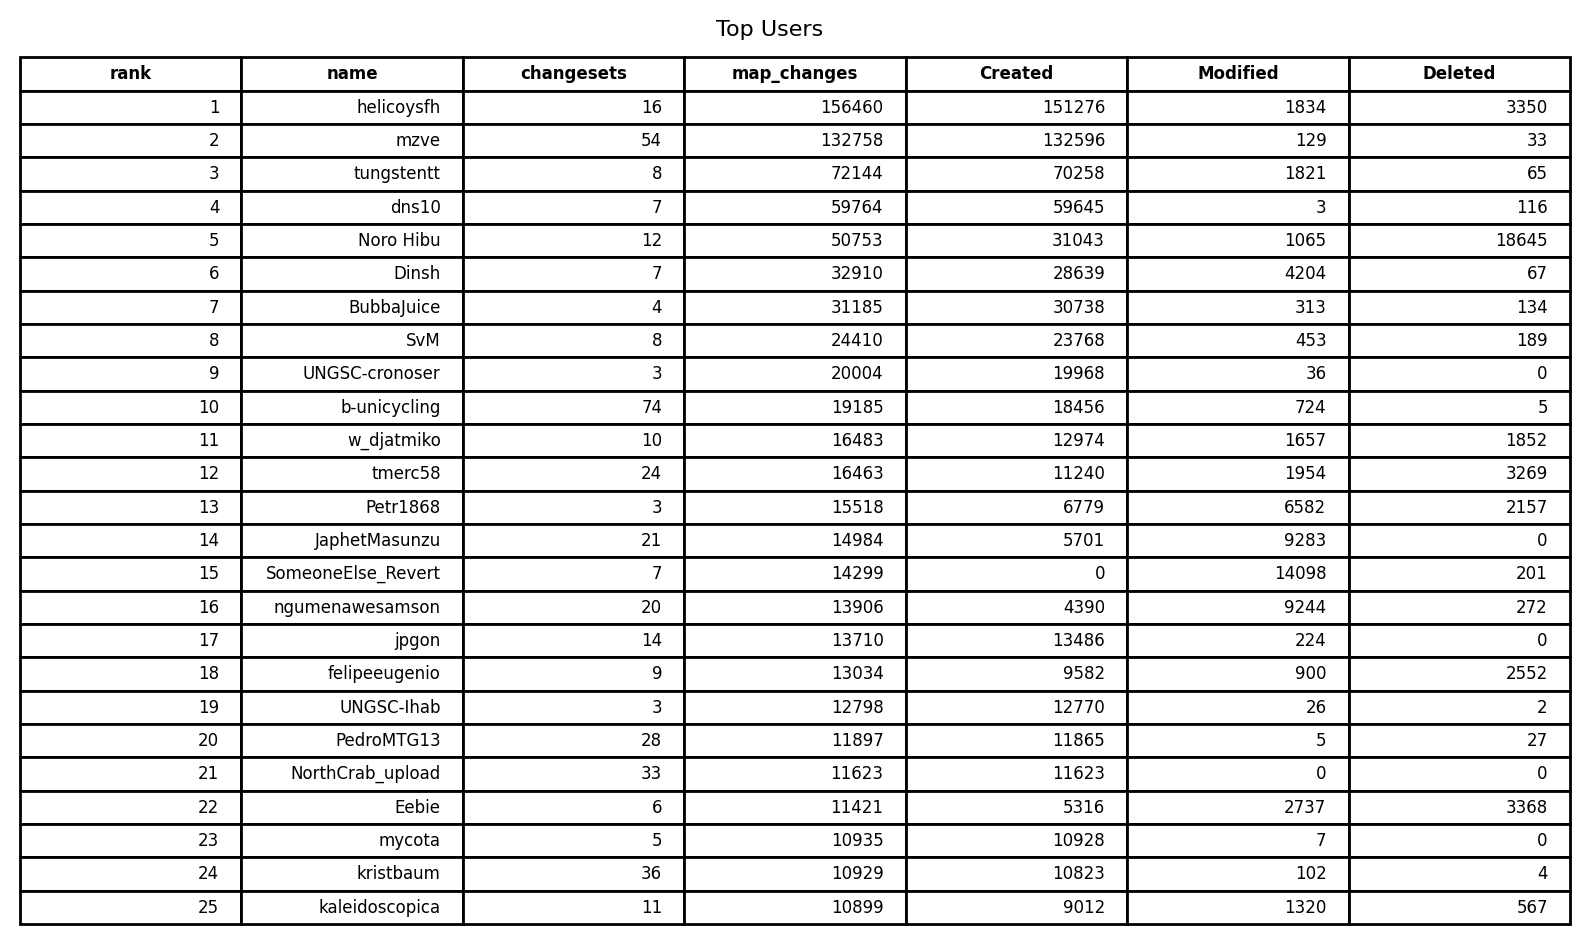 Top Users
rank name changesets map_changes Created Modified Deleted
1 helicoysfh 16 156460 151276 1834 3350
2 mzve 54 132758 132596 129 33
3 tungstentt 8 72144 70258 1821 65
4 dns10 7 59764 59645 3 116
5 Noro Hibu 12 50753 31043 1065 18645
6 Dinsh 7 32910 28639 4204 67
7 BubbaJuice 4 31185 30738 313 134
8 SvM 8 24410 23768 453 189
9 UNGSC-cronoser 3 20004 19968 36 0
10 b-unicycling 74 19185 18456 724 5
11 w_djatmiko 10 16483 12974 1657 1852
12 tmerc58 24 16463 11240 1954 3269
13 Petr1868 3 15518 6779 6582 2157
14 JaphetMasunzu 21 14984 5701 9283 0
15 SomeoneElse_Revert 7 14299 0 14098 201
16 ngumenawesamson 20 13906 4390 9244 272
17 jpgon 14 13710 13486 224 0
18 felipeeugenio 9 13034 9582 900 2552
19 UNGSC-Ihab 3 12798 12770 26 2
20 PedroMTG13 28 11897 11865 5 27
21 NorthCrab_upload 33 11623 11623 0 0
22 Eebie 6 11421 5316 2737 3368
23 mycota 5 10935 10928 7 0
24 kristbaum 36 10929 10823 102 4
25 kaleidoscopica 11 10899 9012 1320 567